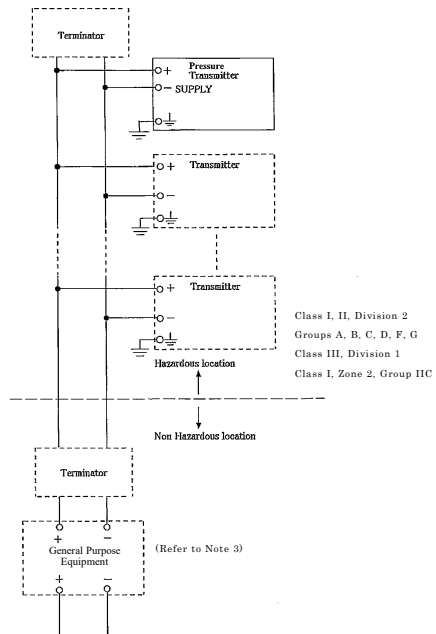 Terminator
+ Pressure Transmitter
− SUPPLY
+ Transmitter
−
+ Transmitter
−
Class I, II, Division 2
Groups A, B, C, D, F, G
Class III, Division 1
Class I, Zone 2, Group IIC
Hazardous location
Non Hazardous location
Terminator
+ −
General Purpose
Equipment
(Refer to Note 3)
+ −